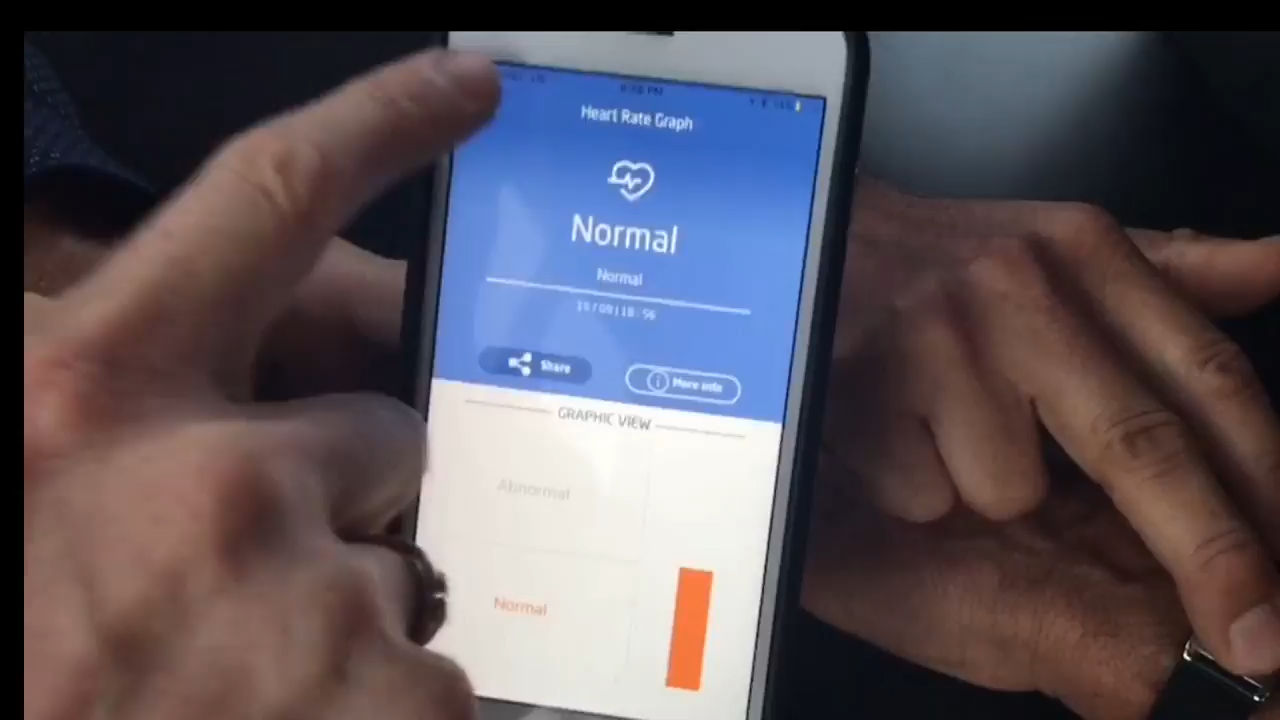 Heart Rate Graph
Normal
Normal
Share
More info
GRAPHIC VIEW
Abnormal
Normal